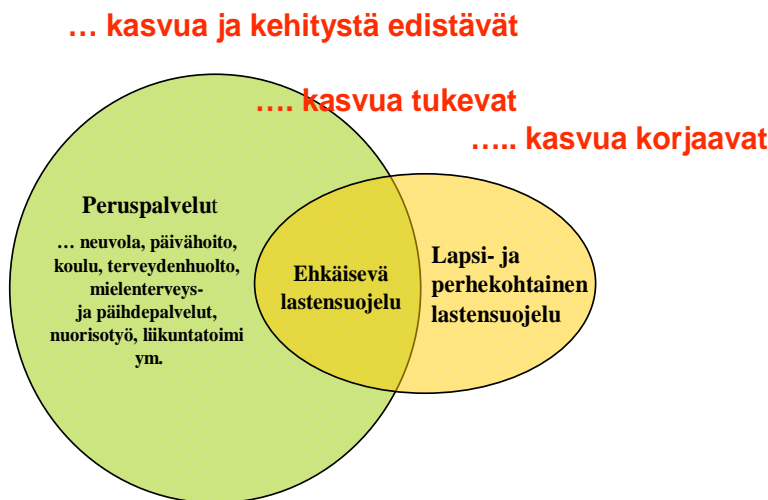 … kasvua ja kehitystä edistävät
…. kasvua tukevat
….. kasvua korjaavat
Peruspalvelut
… neuvola, päivähoito,
koulu, terveydenhuolto,
mielenterveys-
ja päihdepalvelut,
nuorisotyö, liikuntatoimi
ym.
Ehkäisevä
lastensuojelu
Lapsi- ja
perhekohtainen
lastensuojelu